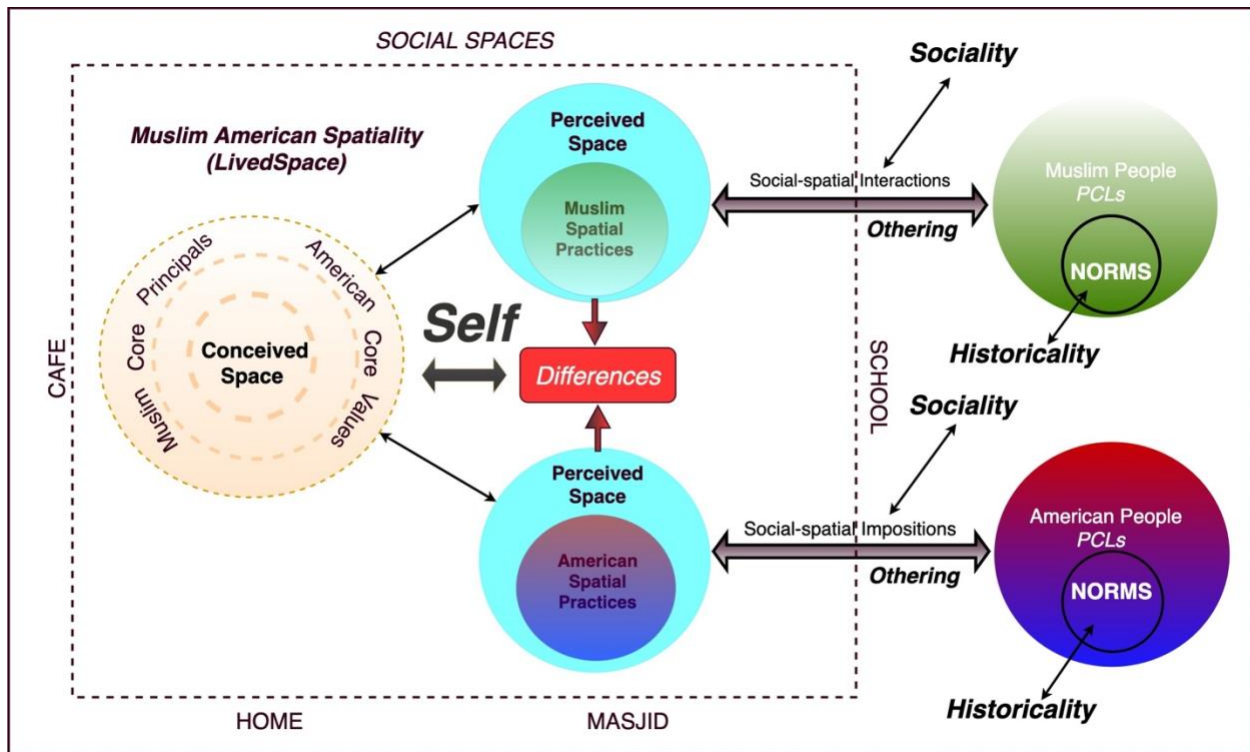 SOCIAL SPACES
Muslim American Spatiality
(LivedSpace)
CAFE
HOME
MASJID
SCHOOL
Muslim Core Principals
American Core Values
Conceived
Space
Self
Perceived
Space
Muslim
Spatial
Practices
Differences
Perceived
Space
American
Spatial
Practices
Sociality
Social-spatial Interactions
Othering
Muslim People
PCLs
NORMS
Historicality
Sociality
Social-spatial Impositions
Othering
American People
PCLs
NORMS
Historicality